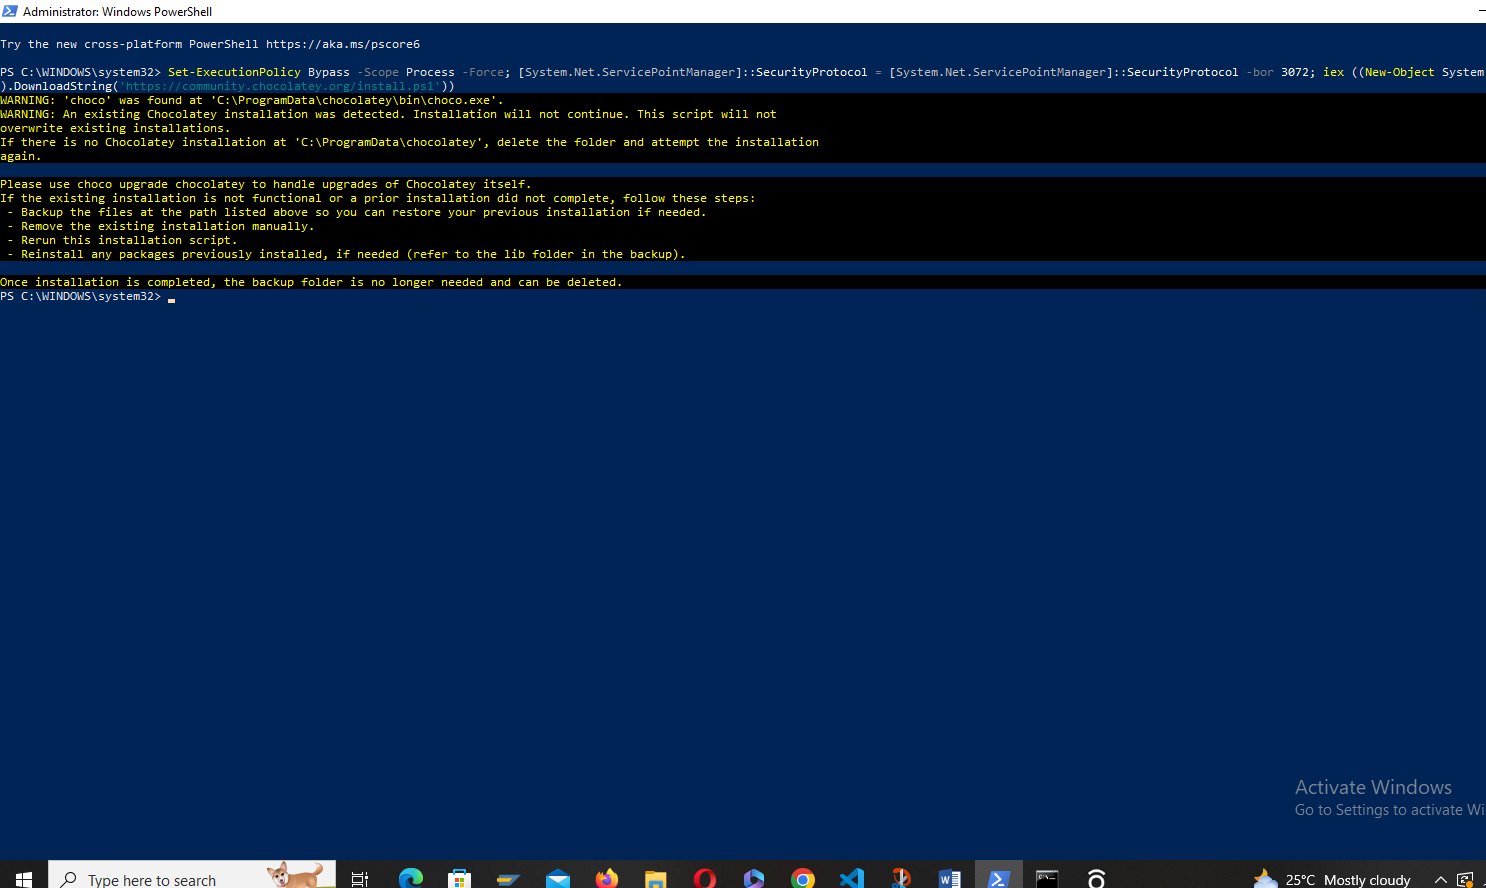 Administrator: Windows PowerShell
Try the new cross-platform PowerShell https://aka.ms/pscore6
PS C:\WINDOWS\system32> Set-ExecutionPolicy Bypass -Scope Process -Force; [System.Net.ServicePointManager]::SecurityProtocol = [System.Net.ServicePointManager]::SecurityProtocol -bor 3072; iex ((New-Object System
).DownloadString('https://community.chocolatey.org/install.ps1'))
WARNING: 'choco' was found at 'C:\ProgramData\chocolatey\bin\choco.exe'.
WARNING: An existing Chocolatey installation was detected. Installation will not continue. This script will not
overwrite existing installations.
If there is no Chocolatey installation at 'C:\ProgramData\chocolatey', delete the folder and attempt the installation
again.
Please use choco upgrade chocolatey to handle upgrades of Chocolatey itself.
If the existing installation is not functional or a prior installation did not complete, follow these steps:
- Backup the files at the path listed above so you can restore your previous installation if needed.
- Remove the existing installation manually.
- Rerun this installation script.
- Reinstall any packages previously installed, if needed (refer to the lib folder in the backup).
Once installation is completed, the backup folder is no longer needed and can be deleted.
PS C:\WINDOWS\system32>
Activate Windows
Go to Settings to activate Wi
Type here to search
25°C Mostly cloudy